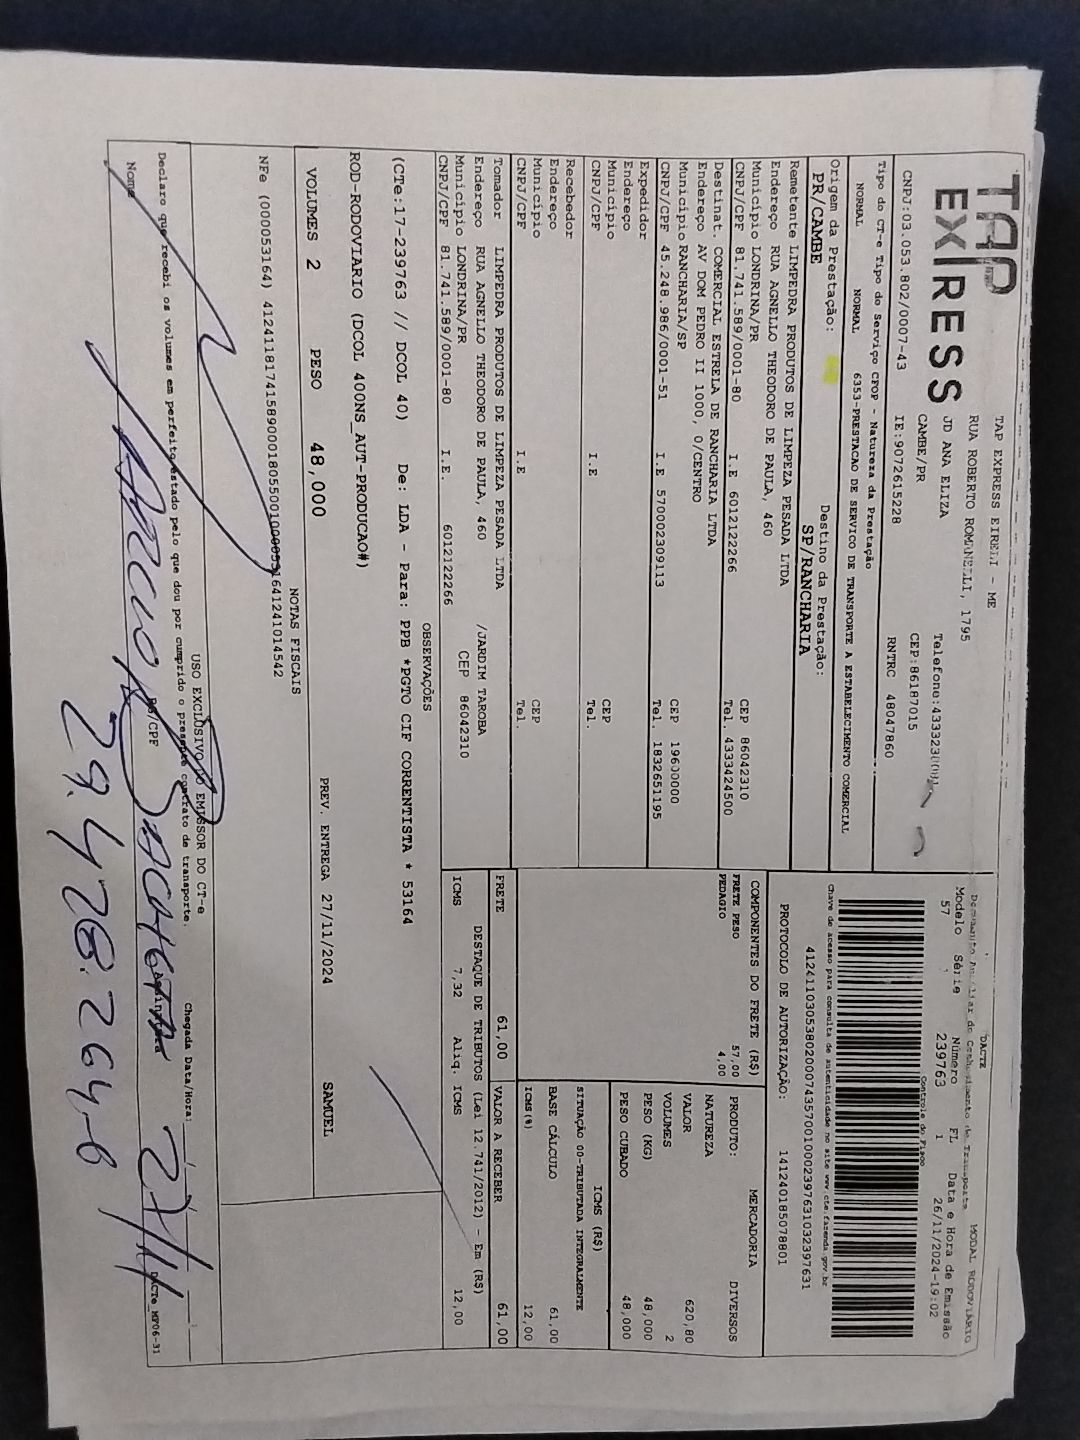 TAP
EXPRESS
TAP EXPRESS EIRELI - ME
RUA ROBERTO ROMANELLI, 1795
JD ANA ELIZA
CAMBE/PR
CEP:86187015
CNPJ:03.053.802/0007-43 IE:9072615228 RNTRC 48047860
DACTE
MODAL RODOVIÁRIO
Modelo Série Número FL Data e Hora de Emissão
57 239763 1 26/11/2024-19:02
Controle do Fisco
Chave de acesso para consulta de autenticidade no site www.cte.fazenda.gov.br
41241103053802000743570010002397631032397631
PROTOCOLO DE AUTORIZAÇÃO: 141240185078801
Tipo do CT-e Tipo do Serviço CFOP - Natureza da Prestação
NORMAL NORMAL 6353-PRESTACAO DE SERVICO DE TRANSPORTE A ESTABELECIMENTO COMERCIAL
Origem da Prestação: Destino da Prestação:
PR/CAMBE SP/RANCHARIA
Remetente LIMPEDRA PRODUTOS DE LIMPEZA PESADA LTDA
Endereço RUA AGNELLO THEODORO DE PAULA, 460
Município LONDRINA/PR CEP 86042310
CNPJ/CPF 81.741.589/0001-80 I.E 6012122266 Tel. 4333424500
Destinat. COMERCIAL ESTRELA DE RANCHARIA LTDA
Endereço AV DOM PEDRO II 1000, 0/CENTRO
Município RANCHARIA/SP CEP 19600000
CNPJ/CPF 45.248.986/0001-51 I.E 570002309113 Tel. 1832651195
Expedidor
Endereço
Município CEP
CNPJ/CPF I.E Tel.
Recebedor
Endereço
Município CEP
CNPJ/CPF I.E Tel.
Tomador LIMPEDRA PRODUTOS DE LIMPEZA PESADA LTDA
Endereço RUA AGNELLO THEODORO DE PAULA, 460 /JARDIM TAROBA
Município LONDRINA/PR CEP 86042310
CNPJ/CPF 81.741.589/0001-80 I.E. 6012122266
COMPONENTES DO FRETE (R$)
FRETE PESO 57,00
PEDAGIO 4,00
PRODUTO: MERCADORIA
NATUREZA DIVERSOS
VALOR 620,80
VOLUMES 2
PESO (KG) 48,000
PESO CUBADO 48,000
ICMS (R$)
SITUAÇÃO 00-TRIBUTADA INTEGRALMENTE
BASE CÁLCULO 61,00
ICMS(%) 12,00
FRETE 61,00 VALOR A RECEBER 61,00
DESTAQUE DE TRIBUTOS (Lei 12.741/2012) - Em (R$)
ICMS 7,32 Aliq. ICMS 12,00
OBSERVAÇÕES
(CTe:17-239763 // DCOL 40) De: LDA - Para: PPB *PGTO CIF CORRENTISTA * 53164
ROD-RODOVIARIO (DCOL 400NS_AUT-PRODUCAO#)
VOLUMES 2 PESO 48,000 PREV. ENTREGA 27/11/2024 SAMUEL
NOTAS FISCAIS
NFe (000053164) 41241181741589000180550010000531641241014542
USO EXCLUSIVO DO EMISSOR DO CT-e
Declaro que recebi os volumes em perfeito estado pelo que dou por cumprido o presente contrato de transporte.
Chegada Data/Hora:
Nome RG/CPF Assinatura
27/11
29.428.264-6
DACTe_MP06-31